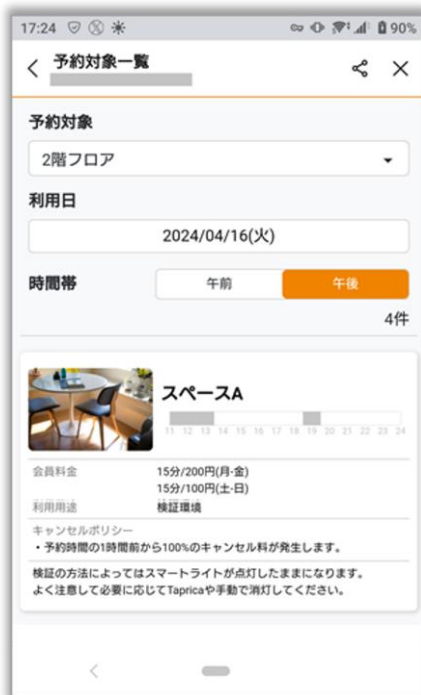 17:24 90%
予約対象一覧
予約対象
2階フロア
利用日
2024/04/16(火)
時間帯 午前 午後
4件
スペースA
11 12 13 14 15 16 17 18 19 20 21 22 23 24
会員料金 15分/200円(月-金)
15分/100円(土-日)
利用用途 検証環境
キャンセルポリシー
・予約時間の1時間前から100%のキャンセル料が発生します。
検証の方法によってはスマートライトが点灯したままになります。
よく注意して必要に応じてTapricaや手動で消灯してください。